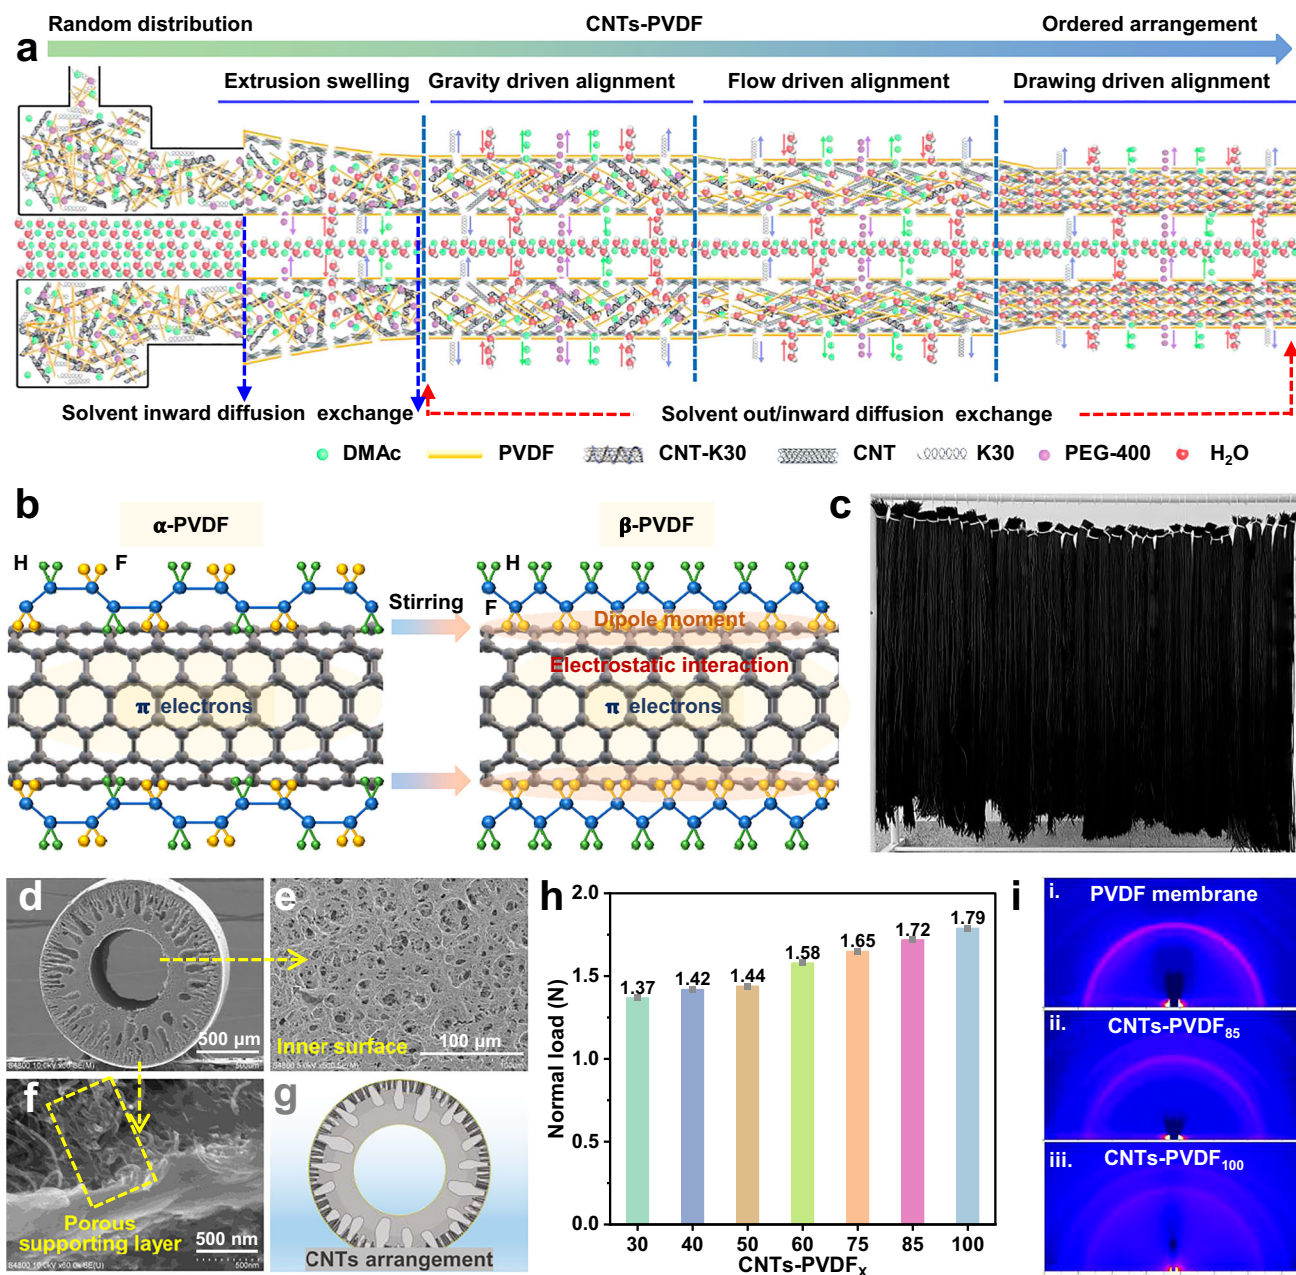 Random distribution
CNTs-PVDF
Ordered arrangement
a
Extrusion swelling
Gravity driven alignment
Flow driven alignment
Drawing driven alignment
Solvent inward diffusion exchange
Solvent out/inward diffusion exchange
DMAc
PVDF
CNT-K30
CNT
K30
PEG-400
H₂O
b
α-PVDF
β-PVDF
c
H
F
H
F
Stirring
Dipole moment
Electrostatic interaction
π electrons
π electrons
d
500 µm
e
Inner surface
100 µm
f
Porous
supporting layer
500 nm
500nm
g
CNTs arrangement
h
Normal load (N)
2.0
1.5
1.0
0.5
0.0
1.37
1.42
1.44
1.58
1.65
1.72
1.79
30
40
50
60
75
85
100
CNTs-PVDFₓ
i
i.
PVDF membrane
ii.
CNTs-PVDF₈₅
iii.
CNTs-PVDF₁₀₀